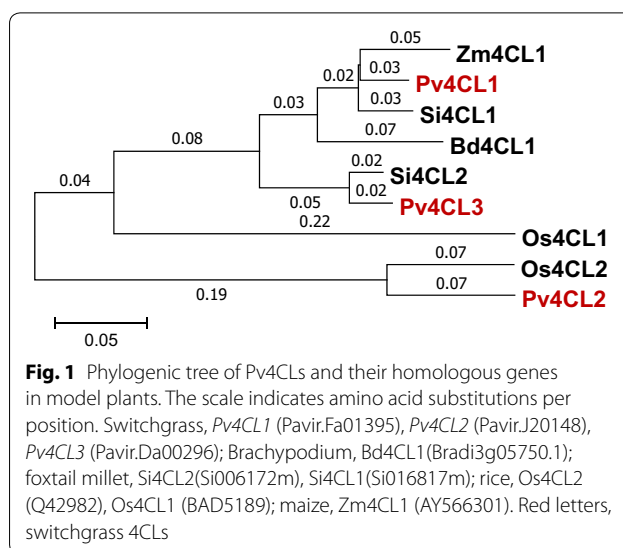 0.05
Zm4CL1
0.02
0.03
Pv4CL1
0.03
0.03
Si4CL1
0.08
0.07
Bd4CL1
0.02
Si4CL2
0.04
0.05
0.02
Pv4CL3
0.22
Os4CL1
0.07
Os4CL2
0.07
0.19
Pv4CL2
0.05
Fig. 1 Phylogenic tree of Pv4CLs and their homologous genes
in model plants. The scale indicates amino acid substitutions per
position. Switchgrass, Pv4CL1 (Pavir.Fa01395), Pv4CL2 (Pavir.J20148),
Pv4CL3 (Pavir.Da00296); Brachypodium, Bd4CL1(Bradi3g05750.1);
foxtail millet, Si4CL2(Si006172m), Si4CL1(Si016817m); rice, Os4CL2
(Q42982), Os4CL1 (BAD5189); maize, Zm4CL1 (AY566301). Red letters,
switchgrass 4CLs